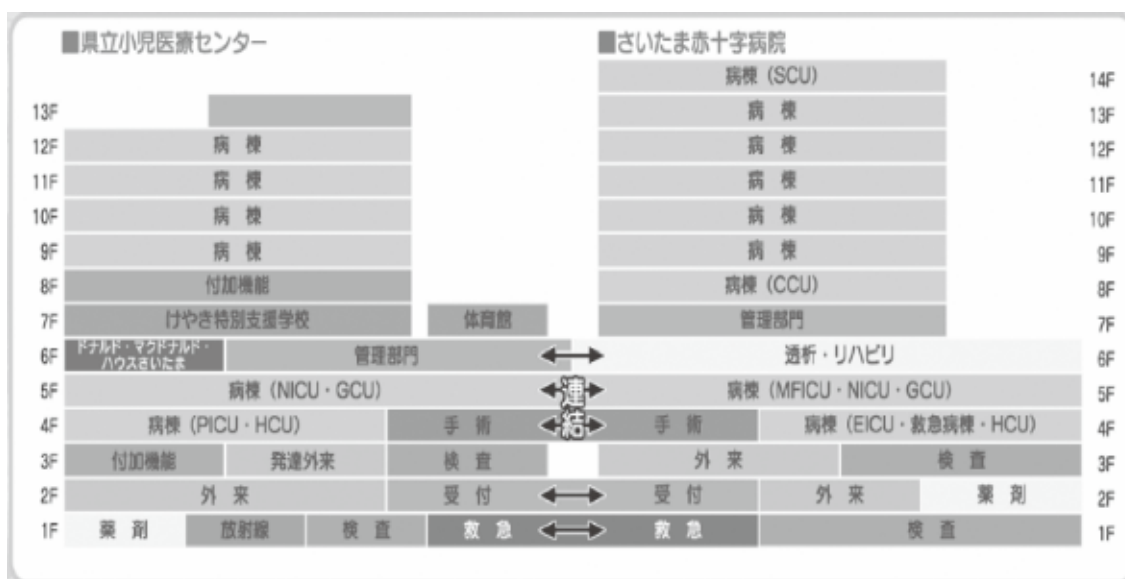 ■県立小児医療センター ■さいたま赤十字病院
病棟（SCU） 14F
13F 病棟 13F
12F 病棟 病棟 12F
11F 病棟 病棟 11F
10F 病棟 病棟 10F
9F 病棟 病棟 9F
8F 付加機能 病棟（CCU） 8F
7F けやき特別支援学校 体育館 管理部門 7F
6F ドナルド・マクドナルド・ハウスさいたま 管理部門 透析・リハビリ 6F
5F 病棟（NICU・GCU） 連結 病棟（MFICU・NICU・GCU） 5F
4F 病棟（PICU・HCU） 手術 手術 病棟（EICU・救急病棟・HCU） 4F
3F 付加機能 発達外来 検査 外来 検査 3F
2F 外来 受付 受付 外来 薬剤 2F
1F 薬剤 放射線 検査 救急 救急 検査 1F